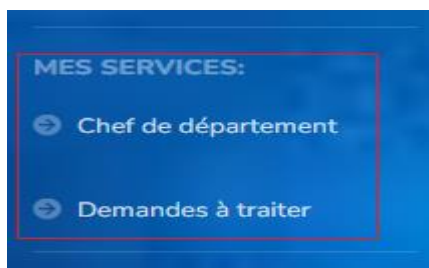 MES SERVICES:
Chef de département
Demandes à traiter